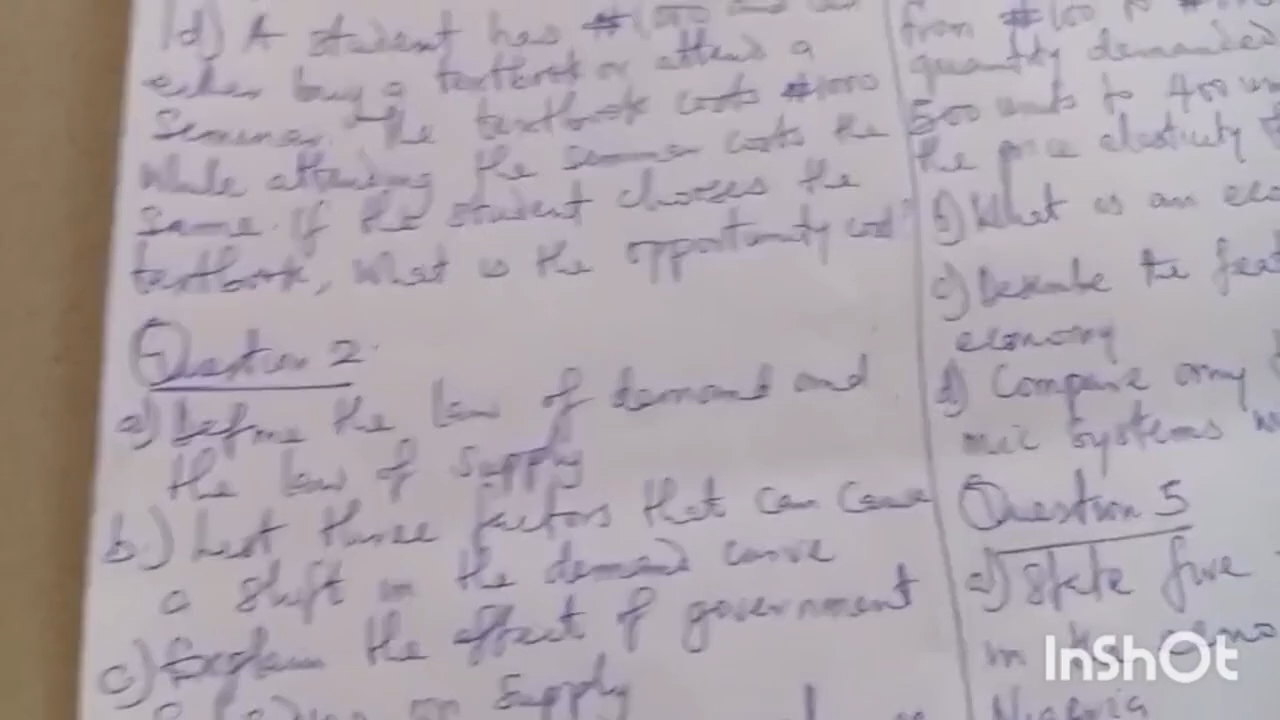 1d) A student has #1000 and can
either buy a textbook or attend a
Seminar. The textbook costs #1000
While attending the seminar costs the
Same. If the student chooses the
textbook, What is the opportunity cost?
Question 2
a) Define the law of demand and
the law of supply
b.) List three factors that can cause
a shift in the demand curve
c) Explain the effect of government
on Supply
from #100 to
quantity demanded
500 units to 400
the price elasticity
b) What is an
c) Describe the
economy
d) Compare any
mic systems
Question 5
a) State five
in the
Nigeria
InShOt